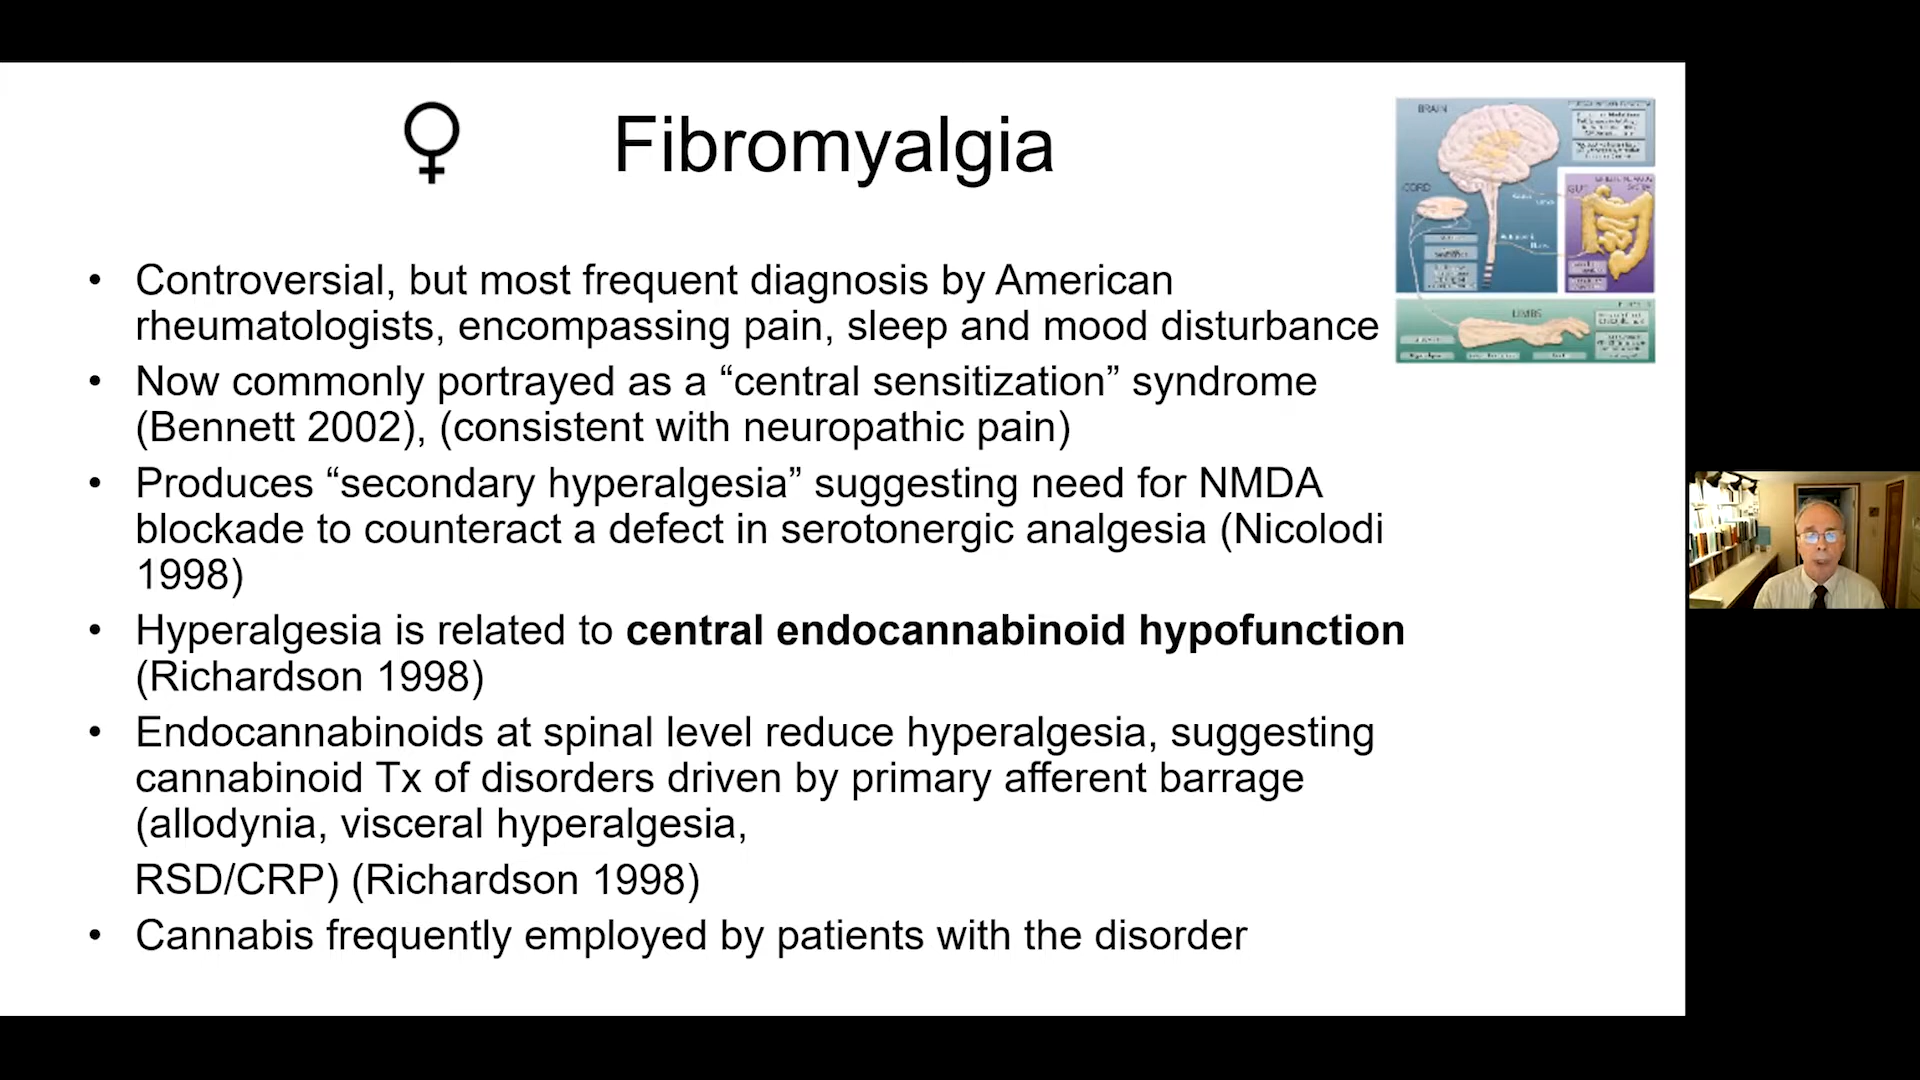 Fibromyalgia
BRAIN
CORD
GUT
LIMBS
• Controversial, but most frequent diagnosis by American
rheumatologists, encompassing pain, sleep and mood disturbance
• Now commonly portrayed as a “central sensitization” syndrome
(Bennett 2002), (consistent with neuropathic pain)
• Produces “secondary hyperalgesia” suggesting need for NMDA
blockade to counteract a defect in serotonergic analgesia (Nicolodi
1998)
• Hyperalgesia is related to central endocannabinoid hypofunction
(Richardson 1998)
• Endocannabinoids at spinal level reduce hyperalgesia, suggesting
cannabinoid Tx of disorders driven by primary afferent barrage
(allodynia, visceral hyperalgesia,
RSD/CRP) (Richardson 1998)
• Cannabis frequently employed by patients with the disorder